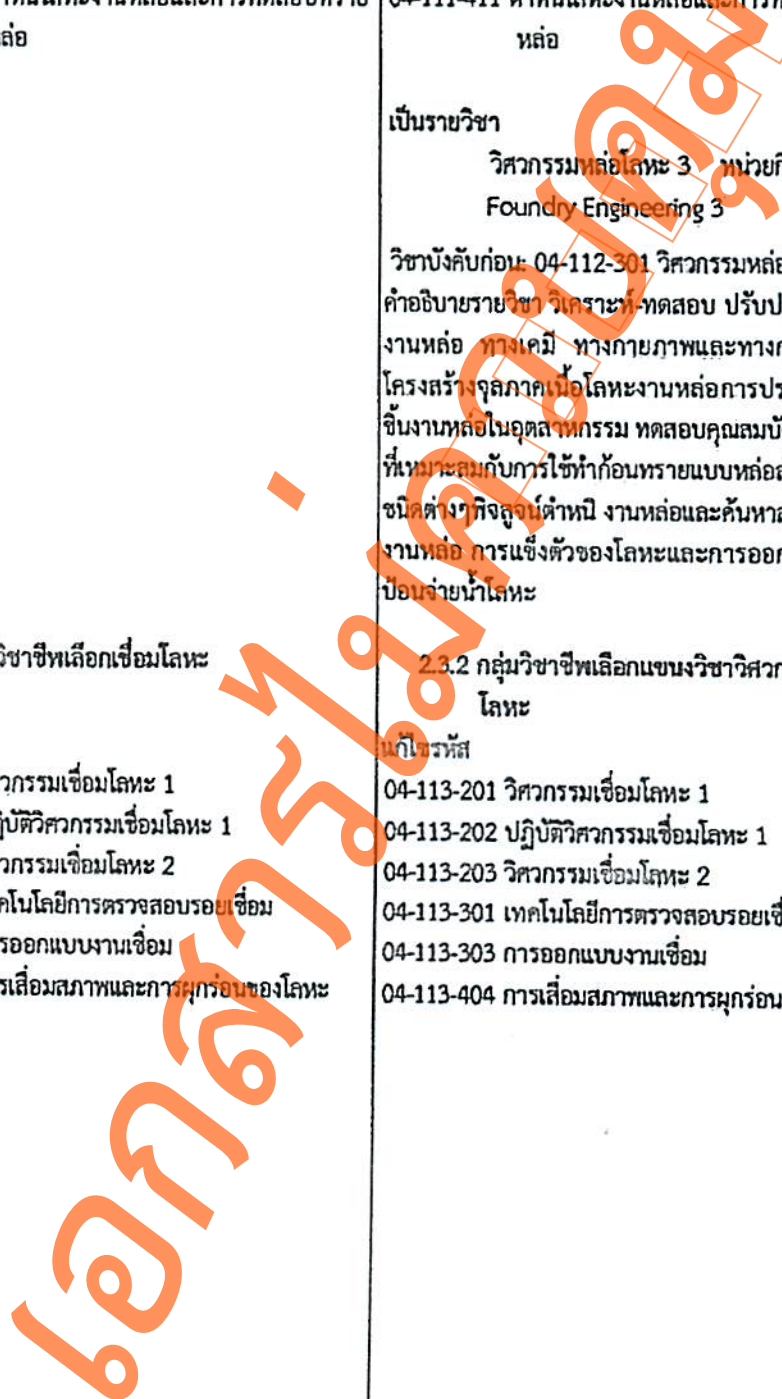 หล่อ
เป็นรายวิชา
วิศวกรรมหล่อโลหะ 3 หน่วยกิ
Foundry Engineering 3
วิชาบังคับก่อน: 04-112-301 วิศวกรรมหล่อ
คำอธิบายรายวิชา วิเคราะห์-ทดสอบ ปรับป
งานหล่อ ทางเคมี ทางกายภาพและทางก
โครงสร้างจุลภาคเนื้อโลหะงานหล่อการปร
ชิ้นงานหล่อในอุตสาหกรรม ทดสอบคุณสมบั
ที่เหมาะสมกับการใช้ทำก้อนทรายแบบหล่อส
ชนิดต่างๆพิจสูจน์ตำหนิ งานหล่อและค้นหาส
งานหล่อ การแข็งตัวของโลหะและการออก
ป้อนจ่ายน้ำโลหะ
วิชาชีพเลือกเชื่อมโลหะ
วกรรมเชื่อมโลหะ 1
ฏิบัติวิศวกรรมเชื่อมโลหะ 1
วกรรมเชื่อมโลหะ 2
คโนโลยีการตรวจสอบรอยเชื่อม
รออกแบบงานเชื่อม
รเสื่อมสภาพและการผุกร่อนของโลหะ
2.3.2 กลุ่มวิชาชีพเลือกแขนงวิชาวิศวก
โลหะ
แก้ไขรหัส
04-113-201 วิศวกรรมเชื่อมโลหะ 1
04-113-202 ปฏิบัติวิศวกรรมเชื่อมโลหะ 1
04-113-203 วิศวกรรมเชื่อมโลหะ 2
04-113-301 เทคโนโลยีการตรวจสอบรอยเชื่
04-113-303 การออกแบบงานเชื่อม
04-113-404 การเสื่อมสภาพและการผุกร่อน
เอกสารไม่ควบคุม